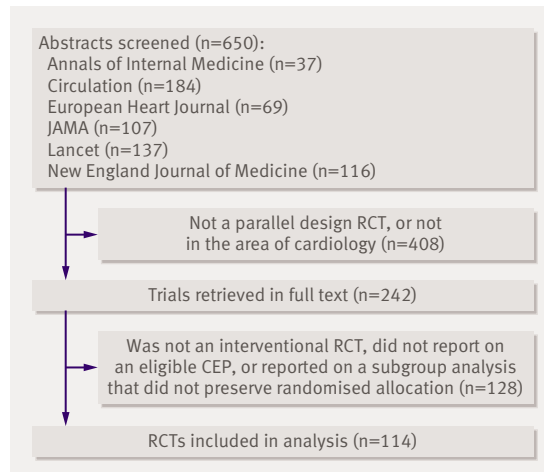 Abstracts screened (n=650):
Annals of Internal Medicine (n=37)
Circulation (n=184)
European Heart Journal (n=69)
JAMA (n=107)
Lancet (n=137)
New England Journal of Medicine (n=116)
Not a parallel design RCT, or not
in the area of cardiology (n=408)
Trials retrieved in full text (n=242)
Was not an interventional RCT, did not report on
an eligible CEP, or reported on a subgroup analysis
that did not preserve randomised allocation (n=128)
RCTs included in analysis (n=114)